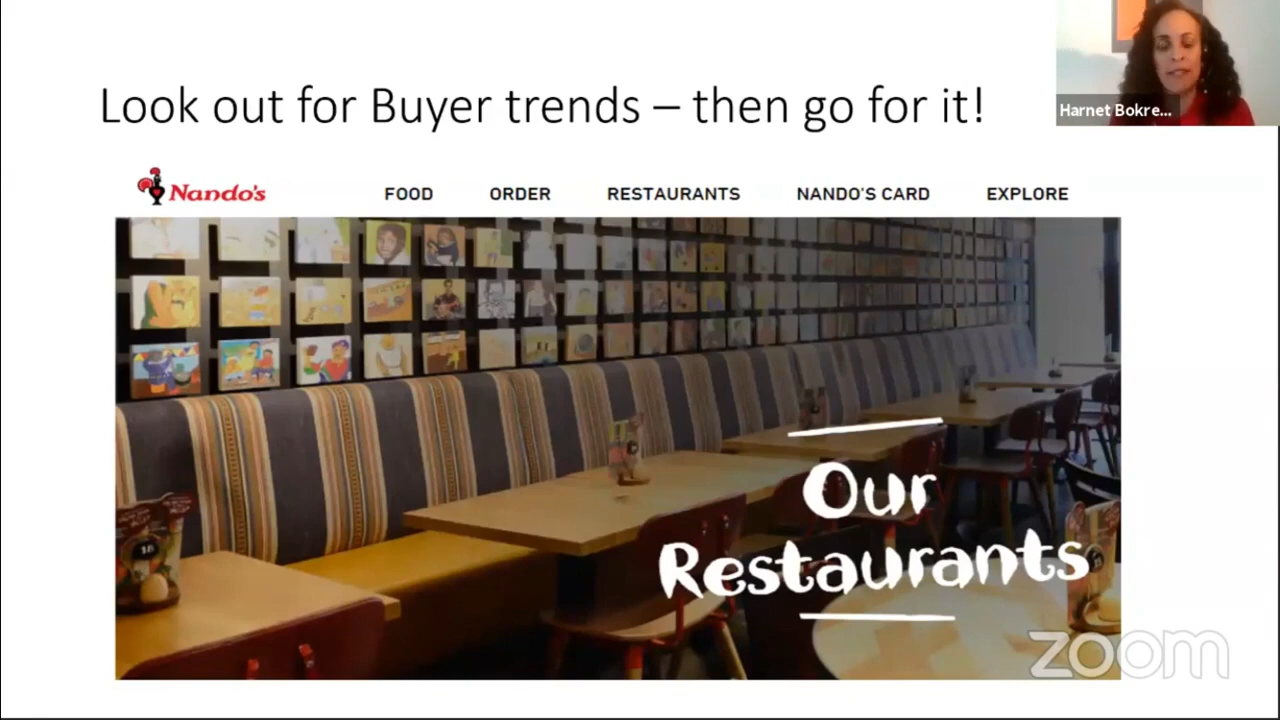 Look out for Buyer trends – then go for it!
Harnet Bokre...
Nando's
FOOD ORDER RESTAURANTS NANDO'S CARD EXPLORE
Our
Restaurants
18
zoom